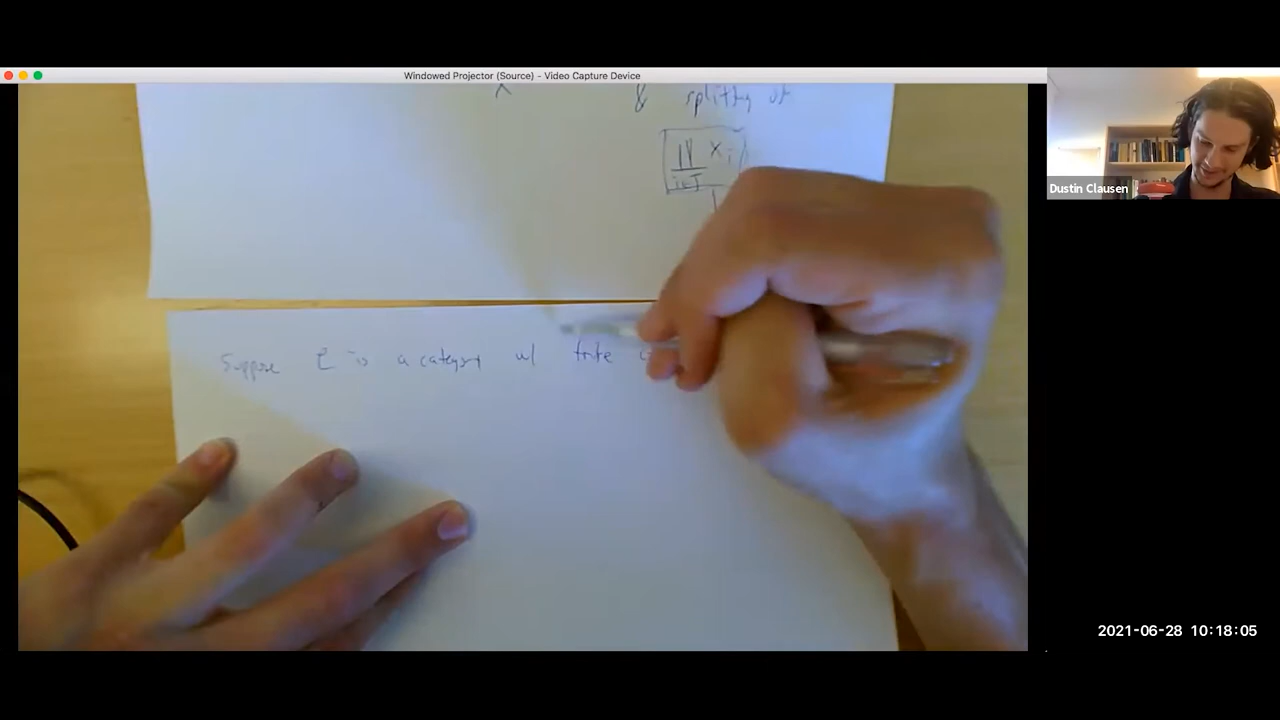 Windowed Projector (Source) - Video Capture Device
& splitting of
∐ X_i
i∈I
Dustin Clausen
Suppose C is a category w/ finite
2021-06-28 10:18:05